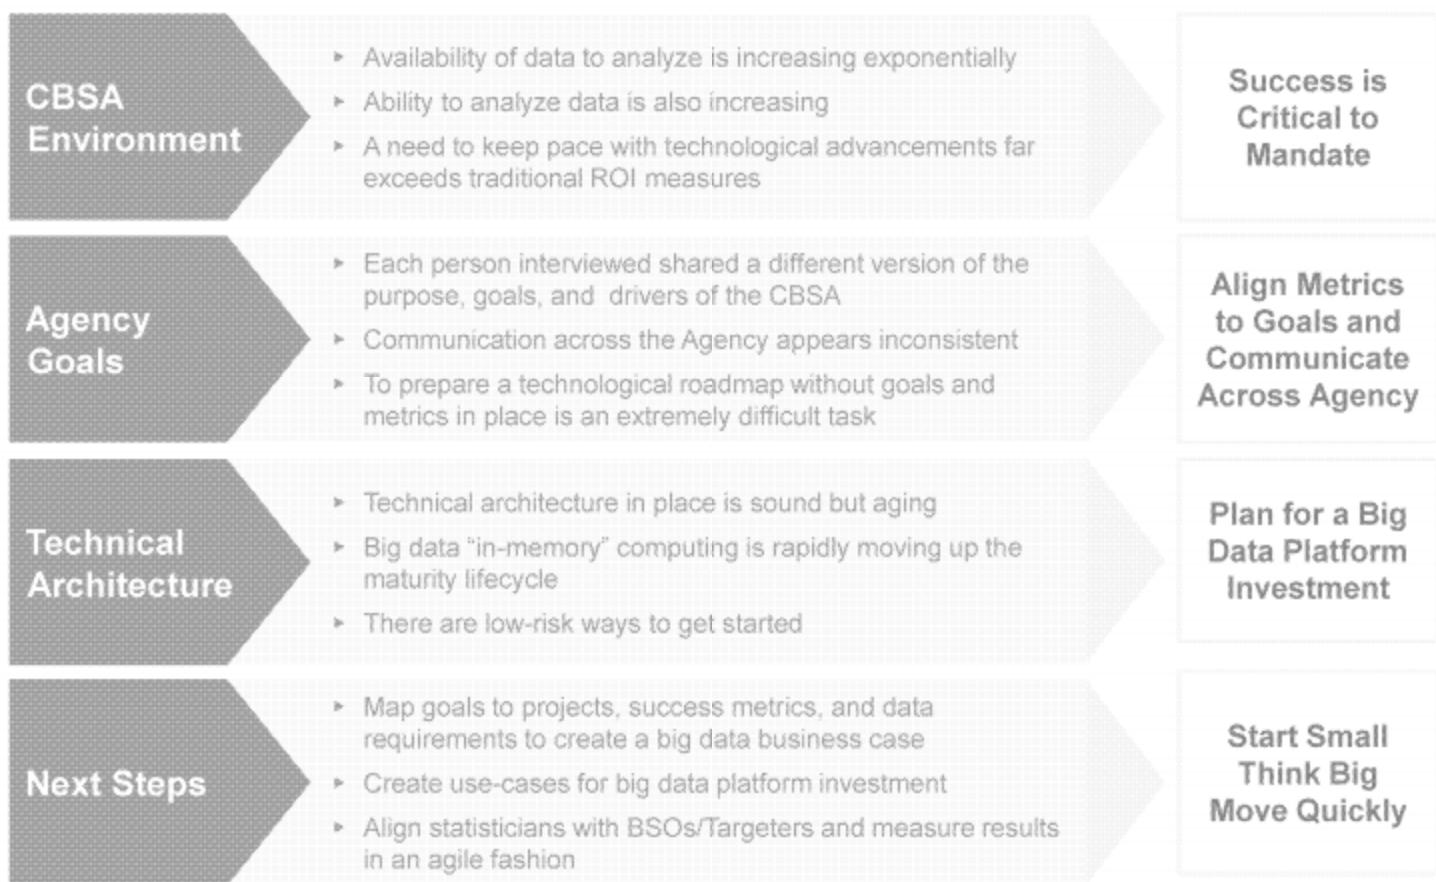 CBSA
Environment
▸ Availability of data to analyze is increasing exponentially
▸ Ability to analyze data is also increasing
▸ A need to keep pace with technological advancements far
exceeds traditional ROI measures
Success is
Critical to
Mandate
Agency
Goals
▸ Each person interviewed shared a different version of the
purpose, goals, and drivers of the CBSA
▸ Communication across the Agency appears inconsistent
▸ To prepare a technological roadmap without goals and
metrics in place is an extremely difficult task
Align Metrics
to Goals and
Communicate
Across Agency
Technical
Architecture
▸ Technical architecture in place is sound but aging
▸ Big data “in-memory” computing is rapidly moving up the
maturity lifecycle
▸ There are low-risk ways to get started
Plan for a Big
Data Platform
Investment
Next Steps
▸ Map goals to projects, success metrics, and data
requirements to create a big data business case
▸ Create use-cases for big data platform investment
▸ Align statisticians with BSOs/Targeters and measure results
in an agile fashion
Start Small
Think Big
Move Quickly